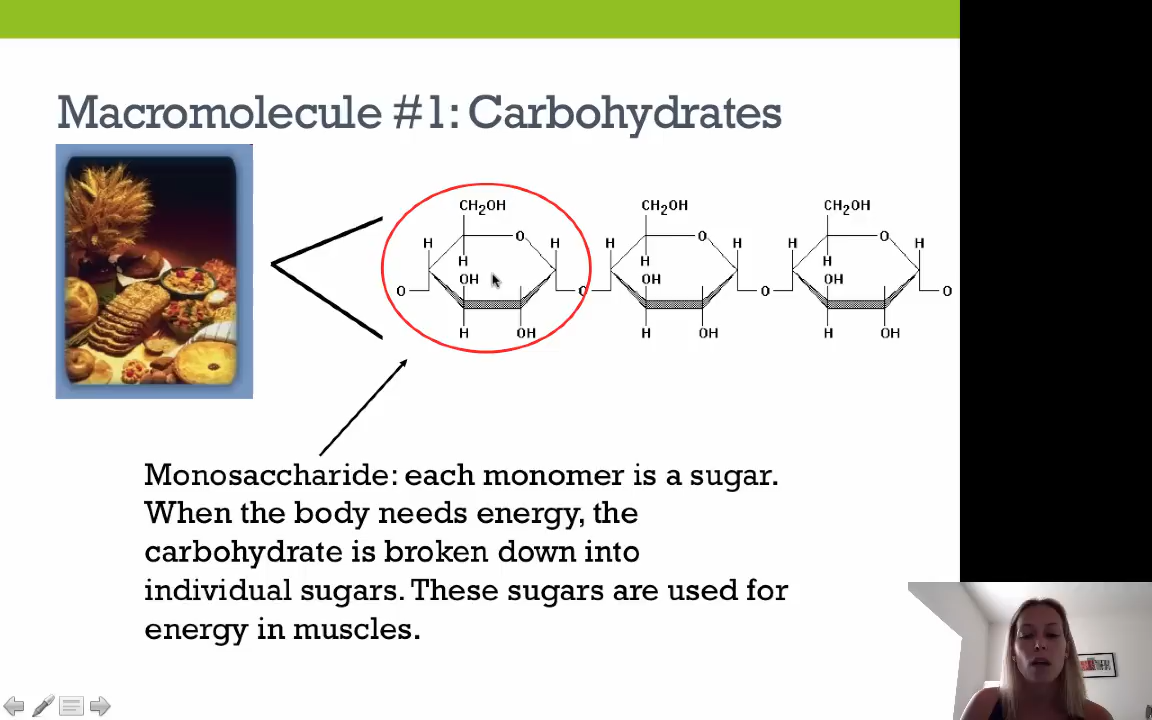 Macromolecule #1: Carbohydrates
CH2OH CH2OH CH2OH
H O H H O H H O H
H H H
OH OH OH
O O O O
H OH H OH H OH
Monosaccharide: each monomer is a sugar.
When the body needs energy, the
carbohydrate is broken down into
individual sugars. These sugars are used for
energy in muscles.